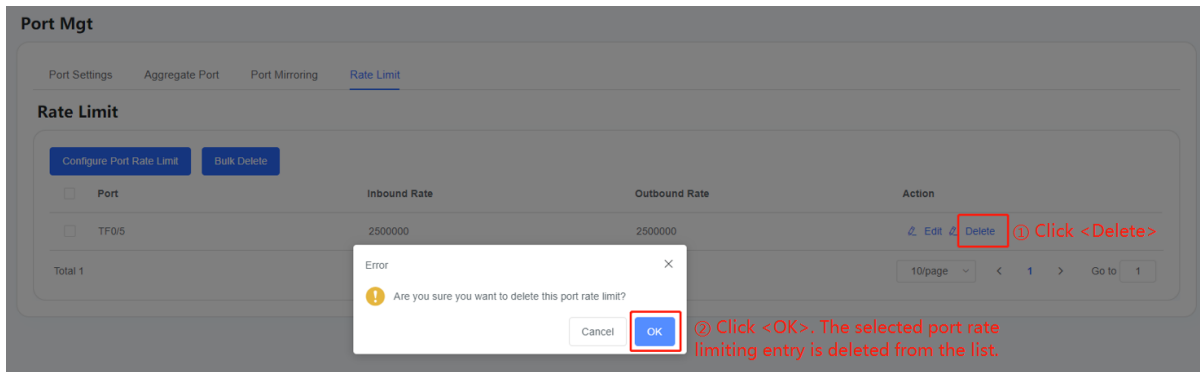 Port Mgt
Port Settings Aggregate Port Port Mirroring Rate Limit
Rate Limit
Configure Port Rate Limit Bulk Delete
Port Inbound Rate Outbound Rate Action
TF0/5 2500000 2500000 Edit Delete ① Click <Delete>
Total 1 10/page < 1 > Go to 1
Error ×
! Are you sure you want to delete this port rate limit?
Cancel OK ② Click <OK>. The selected port rate
limiting entry is deleted from the list.